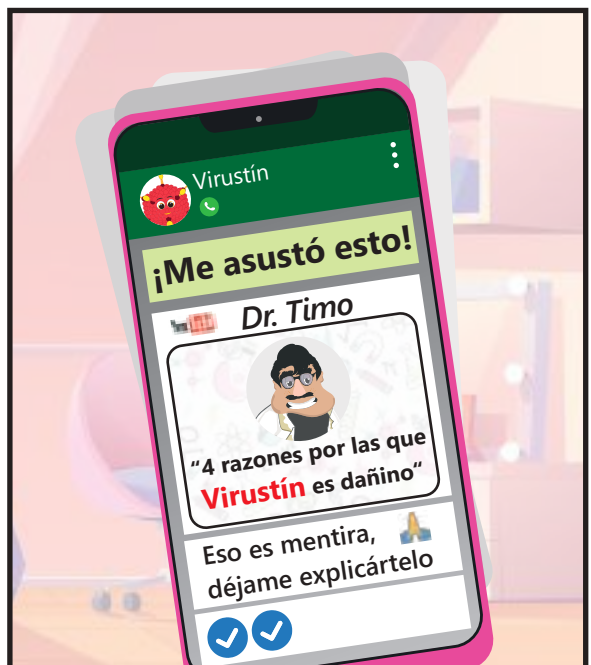 Virustín
¡Me asustó esto!
Dr. Timo
“4 razones por las que
Virustín es dañino“
Eso es mentira,
déjame explicártelo